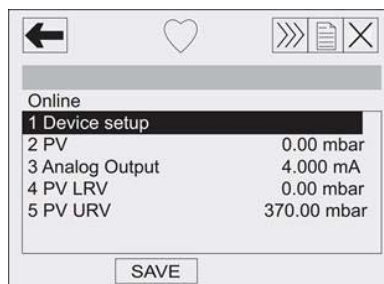 Online
1 Device setup
2 PV 0.00 mbar
3 Analog Output 4.000 mA
4 PV LRV 0.00 mbar
5 PV URV 370.00 mbar
SAVE